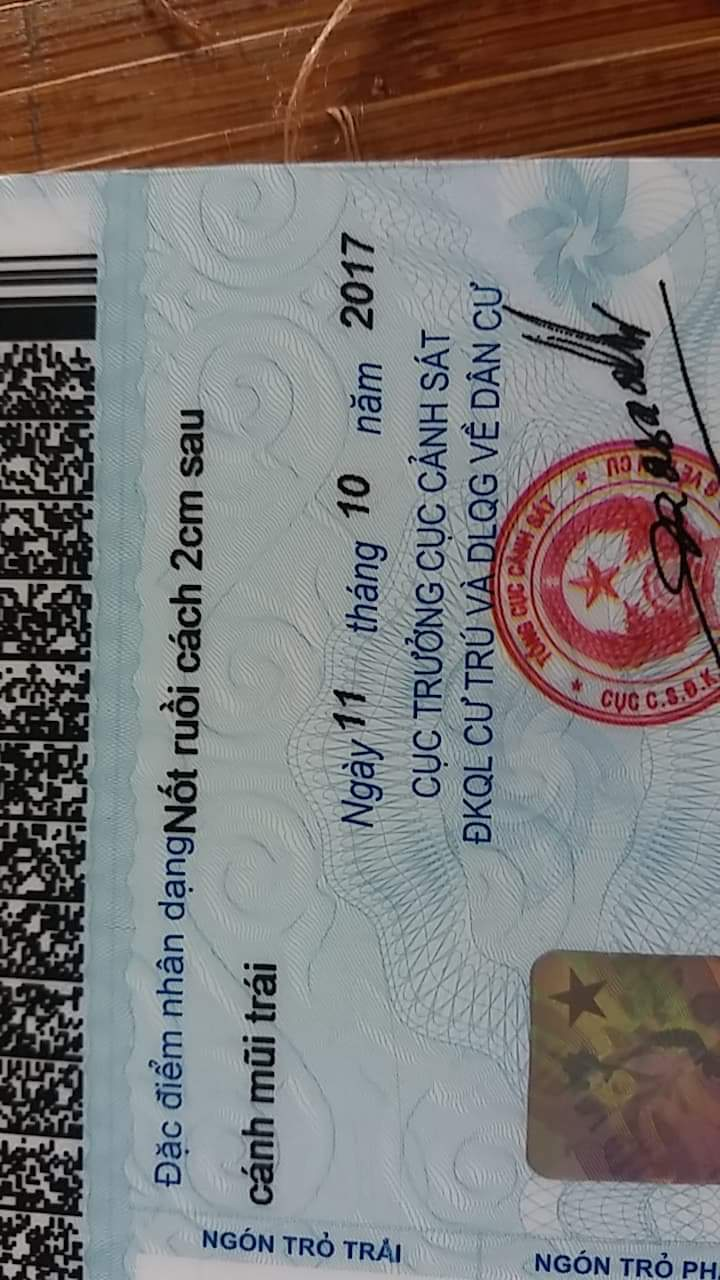 Đặc điểm nhân dạng Nốt ruồi cách 2cm sau
cánh mũi trái
Ngày 11 tháng 10 năm 2017
CỤC TRƯỞNG CỤC CẢNH SÁT
ĐKQL CƯ TRÚ VÀ DLQG VỀ DÂN CƯ
TỔNG CỤC CẢNH SÁT
CỤC C.S.Đ.K.
NGÓN TRỎ TRÁI
NGÓN TRỎ PH